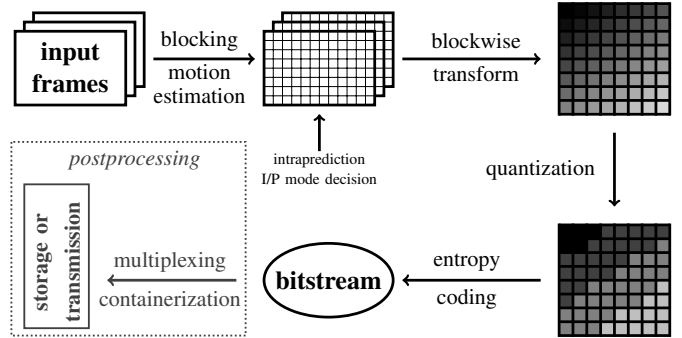 input
frames
blocking
motion
estimation
blockwise
transform
intraprediction
I/P mode decision
quantization
entropy
coding
bitstream
postprocessing
multiplexing
containerization
storage or
transmission